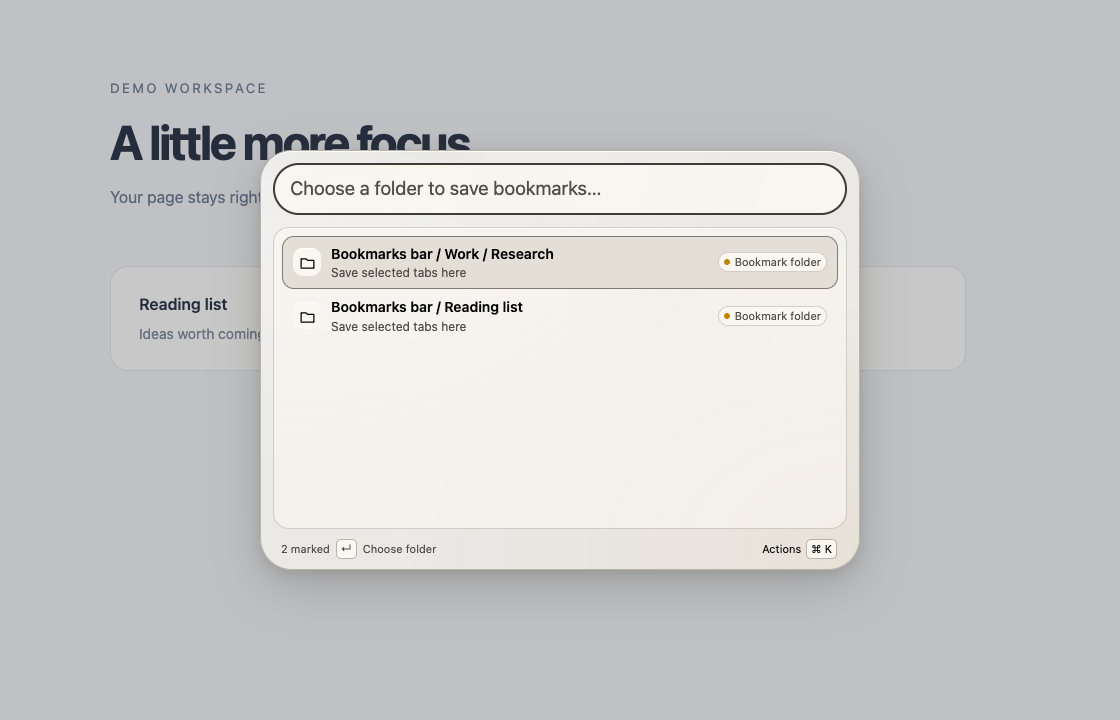 DEMO WORKSPACE
A little more focus
Your page stays right
Choose a folder to save bookmarks...
Bookmarks bar / Work / Research
Save selected tabs here
Bookmark folder
Reading list
Ideas worth coming
Bookmarks bar / Reading list
Save selected tabs here
Bookmark folder
2 marked ↵ Choose folder
Actions ⌘ K